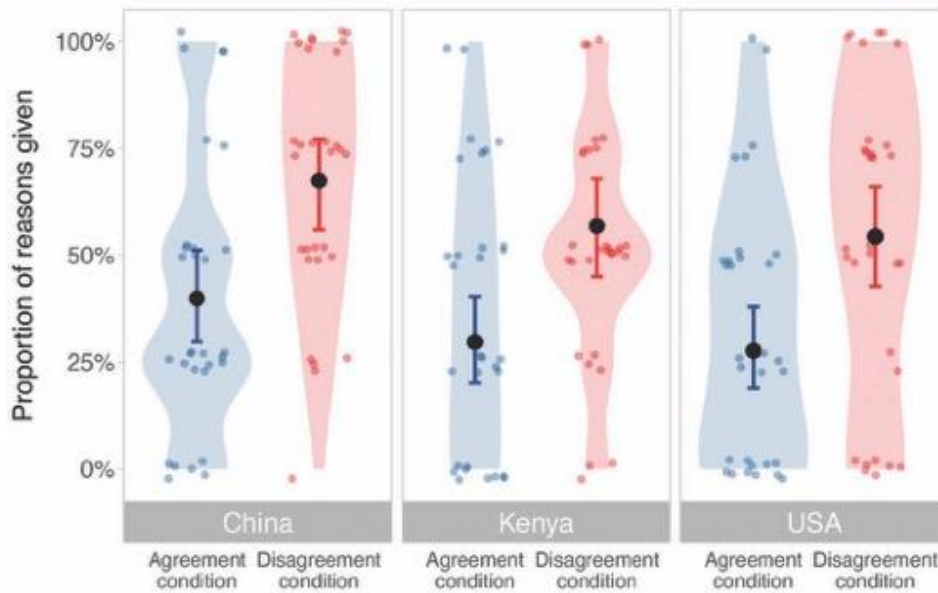 Proportion of reasons given
100%
75%
50%
25%
0%
China
Kenya
USA
Agreement condition
Disagreement condition
Agreement condition
Disagreement condition
Agreement condition
Disagreement condition